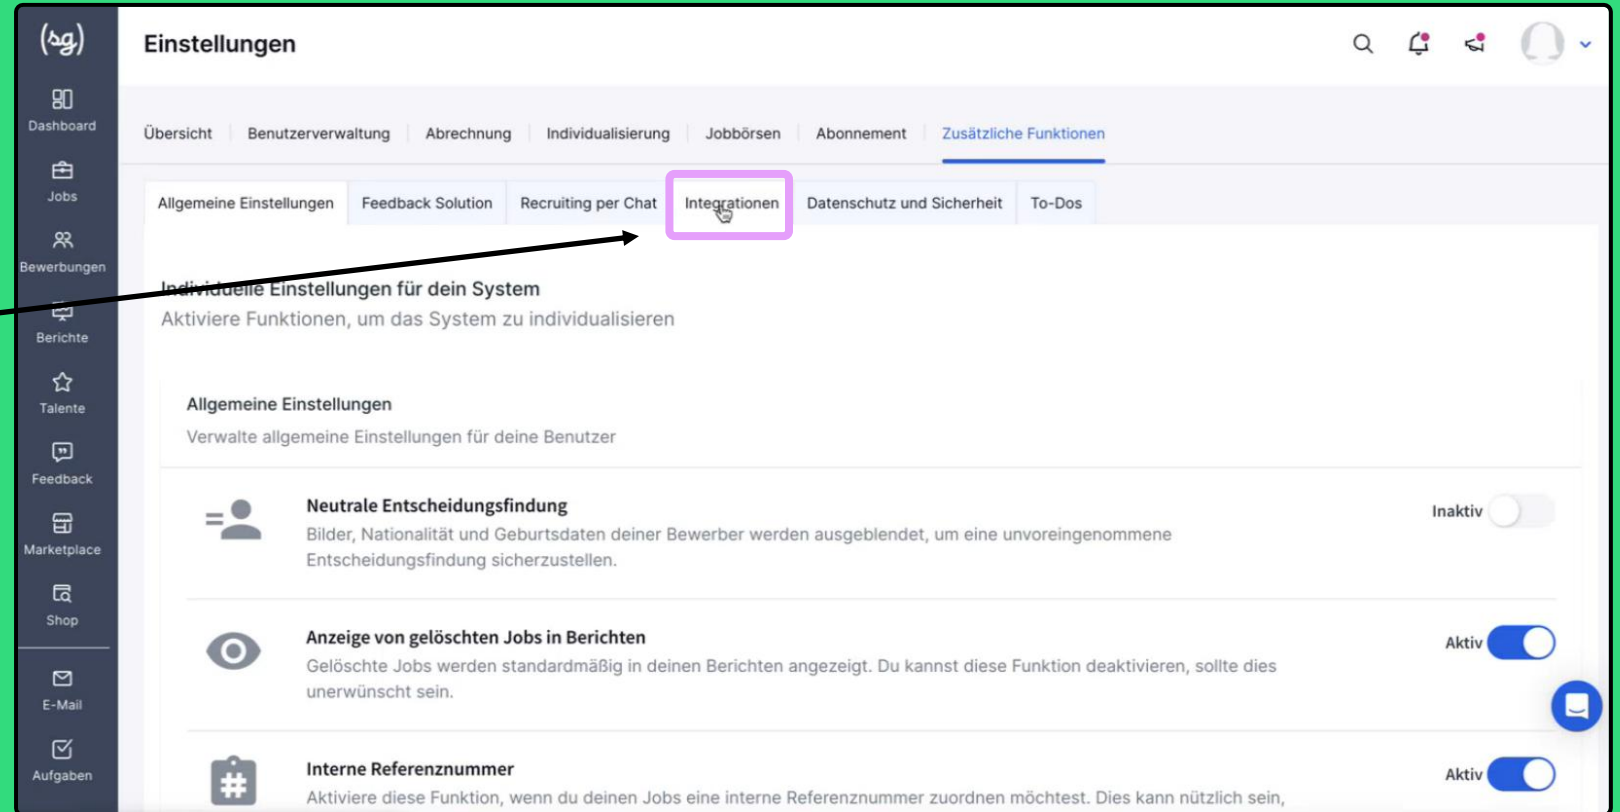 (sg)
Einstellungen
Dashboard
Jobs
Bewerbungen
Berichte
Talente
Feedback
Marketplace
Shop
E-Mail
Aufgaben
Übersicht Benutzerverwaltung Abrechnung Individualisierung Jobbörsen Abonnement Zusätzliche Funktionen
Allgemeine Einstellungen Feedback Solution Recruiting per Chat Integrationen Datenschutz und Sicherheit To-Dos
Individuelle Einstellungen für dein System
Aktiviere Funktionen, um das System zu individualisieren
Allgemeine Einstellungen
Verwalte allgemeine Einstellungen für deine Benutzer
Neutrale Entscheidungsfindung
Inaktiv
Bilder, Nationalität und Geburtsdaten deiner Bewerber werden ausgeblendet, um eine unvoreingenommene
Entscheidungsfindung sicherzustellen.
Anzeige von gelöschten Jobs in Berichten
Aktiv
Gelöschte Jobs werden standardmäßig in deinen Berichten angezeigt. Du kannst diese Funktion deaktivieren, sollte dies
unerwünscht sein.
Interne Referenznummer
Aktiv
Aktiviere diese Funktion, wenn du deinen Jobs eine interne Referenznummer zuordnen möchtest. Dies kann nützlich sein,